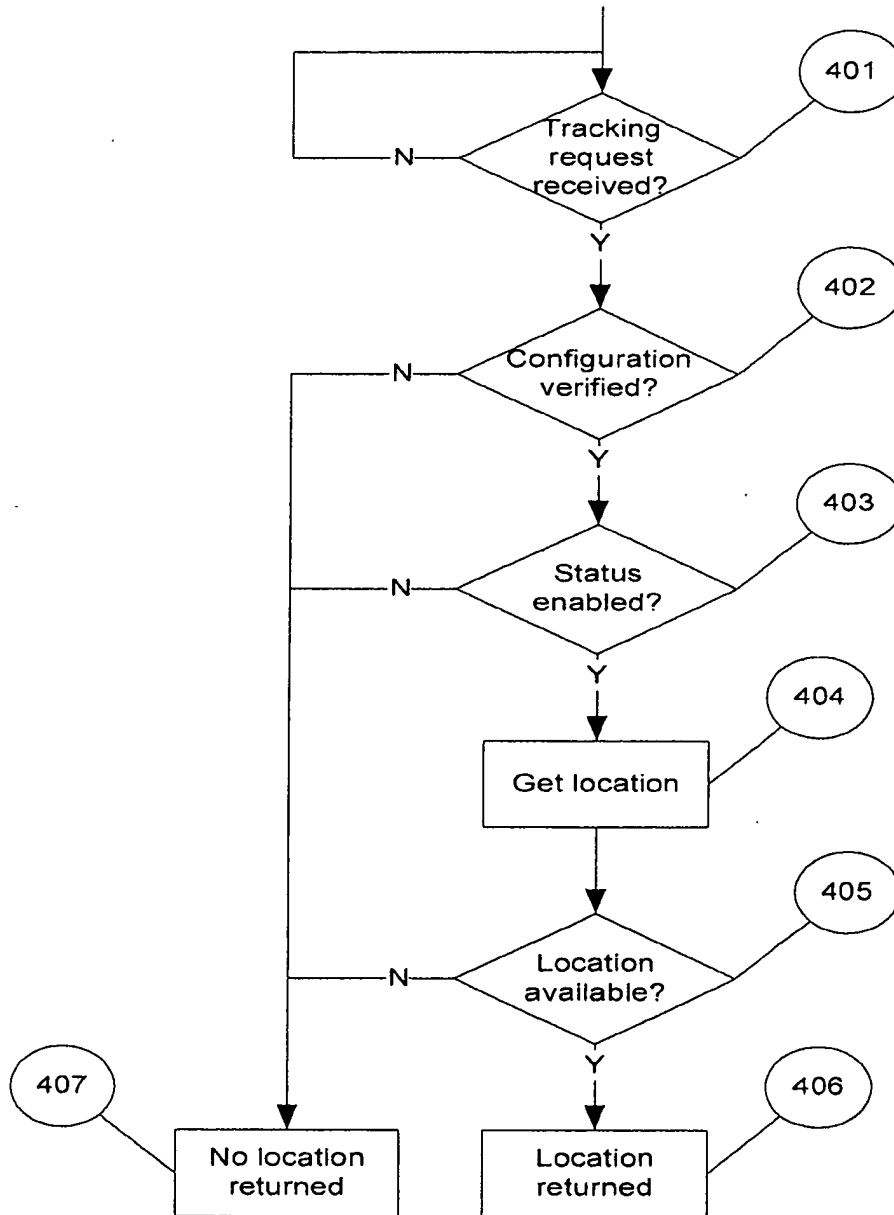 401
Tracking
request
received?
N
Y
402
Configuration
verified?
N
Y
403
Status
enabled?
N
Y
404
Get location
405
Location
available?
N
Y
407
406
No location
returned
Location
returned